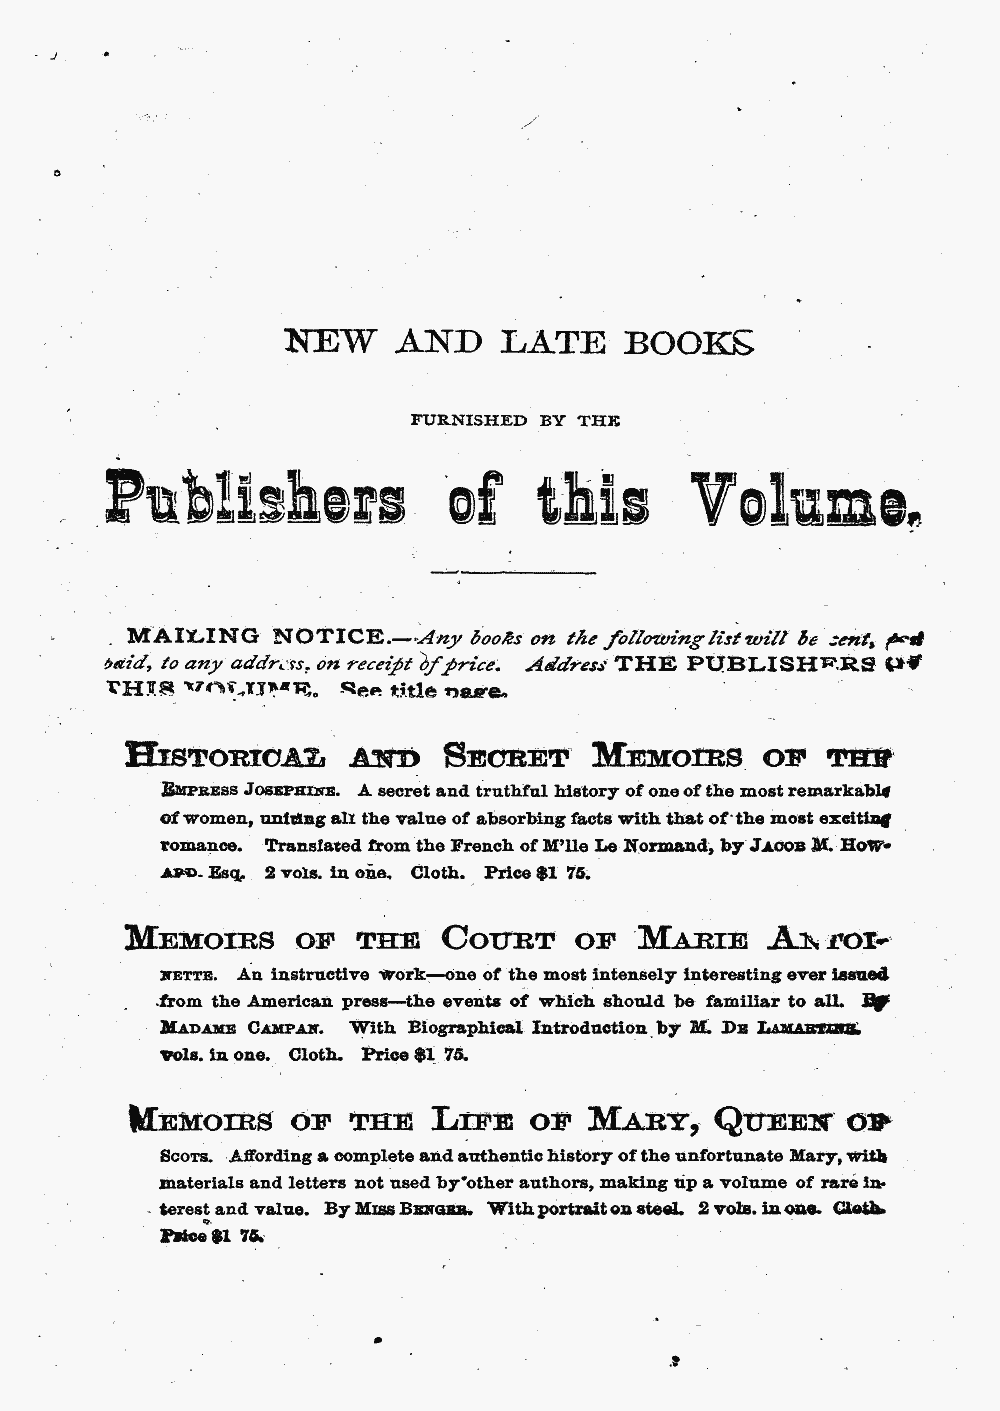 NEW AND LATE BOOKS
FURNISHED BY THE
Publishers of this Volume.
MAILING NOTICE.—Any books on the following list will be sent, post
paid, to any address, on receipt of price. Address THE PUBLISHERS OF
THIS VOLUME. See title page.
HISTORICAL AND SECRET MEMOIRS OF THE
EMPRESS JOSEPHINE. A secret and truthful history of one of the most remarkable
of women, uniting all the value of absorbing facts with that of the most exciting
romance. Translated from the French of M'lle Le Normand, by JACOB M. HOW-
ARD. Esq. 2 vols. in one. Cloth. Price $1 75.
MEMOIRS OF THE COURT OF MARIE ANTOI-
NETTE. An instructive work—one of the most intensely interesting ever issued
from the American press—the events of which should be familiar to all. By
MADAME CAMPAN. With Biographical Introduction by M. DE LAMARTINE.
vols. in one. Cloth. Price $1 75.
MEMOIRS OF THE LIFE OF MARY, QUEEN OF
SCOTS. Affording a complete and authentic history of the unfortunate Mary, with
materials and letters not used by other authors, making up a volume of rare in-
terest and value. By MISS BENGER. With portrait on steel. 2 vols. in one. Cloth.
Price $1 75.